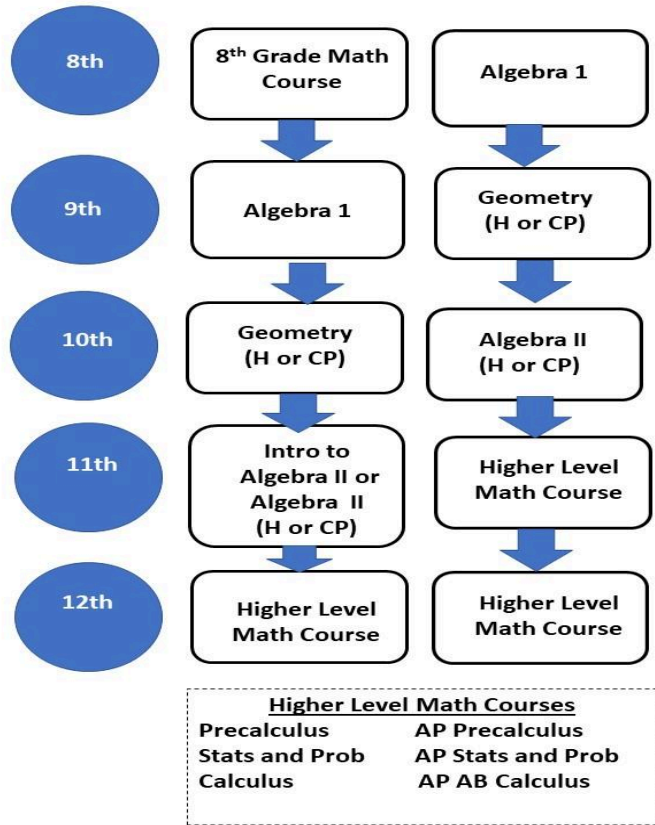 8th
8th Grade Math
Course
Algebra 1
9th
Algebra 1
Geometry
(H or CP)
10th
Geometry
(H or CP)
Algebra II
(H or CP)
11th
Intro to
Algebra II or
Algebra II
(H or CP)
Higher Level
Math Course
12th
Higher Level
Math Course
Higher Level
Math Course
Higher Level Math Courses
Precalculus AP Precalculus
Stats and Prob AP Stats and Prob
Calculus AP AB Calculus